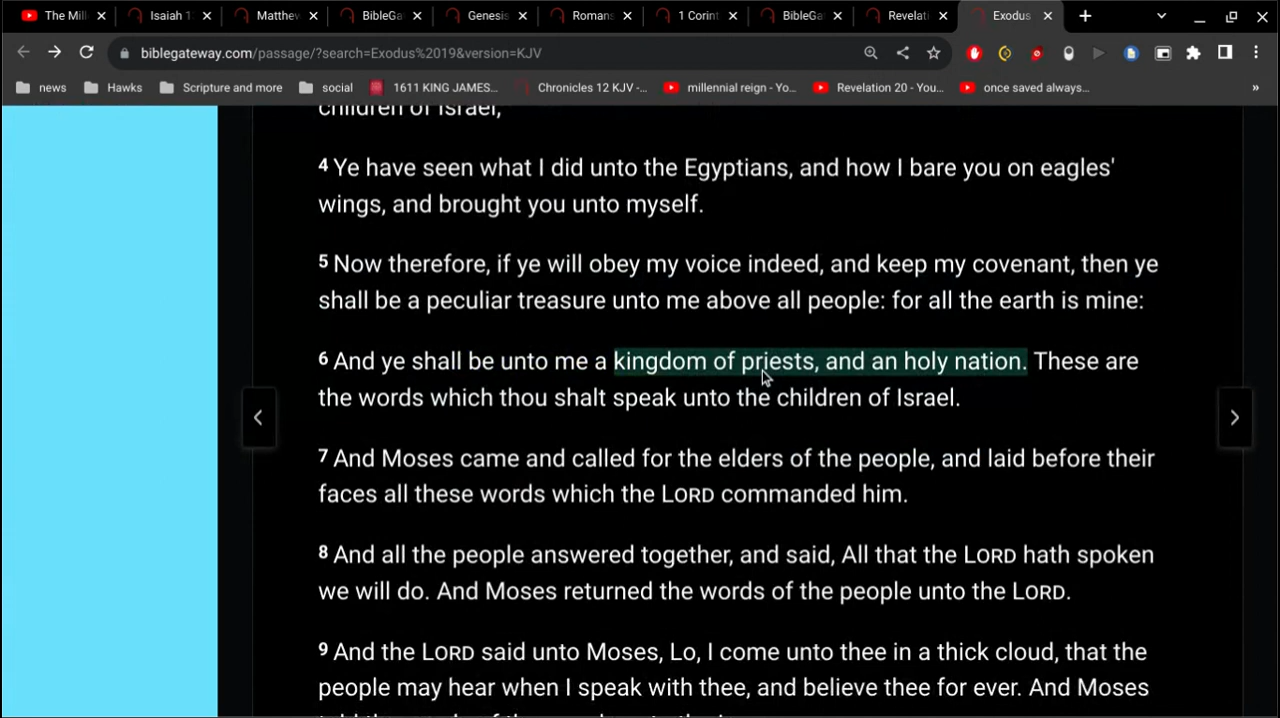 The Mil
Isaiah 1
Matthew
BibleGa
Genesis
Romans
1 Corint
BibleGa
Revelati
Exodus
biblegateway.com/passage/?search=Exodus%2019&version=KJV
news
Hawks
Scripture and more
social
1611 KING JAMES...
Chronicles 12 KJV -...
millennial reign - Yo...
Revelation 20 - You...
once saved always...
»
children of Israel,
4 Ye have seen what I did unto the Egyptians, and how I bare you on eagles'
wings, and brought you unto myself.
5 Now therefore, if ye will obey my voice indeed, and keep my covenant, then ye
shall be a peculiar treasure unto me above all people: for all the earth is mine:
6 And ye shall be unto me a kingdom of priests, and an holy nation. These are
the words which thou shalt speak unto the children of Israel.
7 And Moses came and called for the elders of the people, and laid before their
faces all these words which the LORD commanded him.
8 And all the people answered together, and said, All that the LORD hath spoken
we will do. And Moses returned the words of the people unto the LORD.
9 And the LORD said unto Moses, Lo, I come unto thee in a thick cloud, that the
people may hear when I speak with thee, and believe thee for ever. And Moses